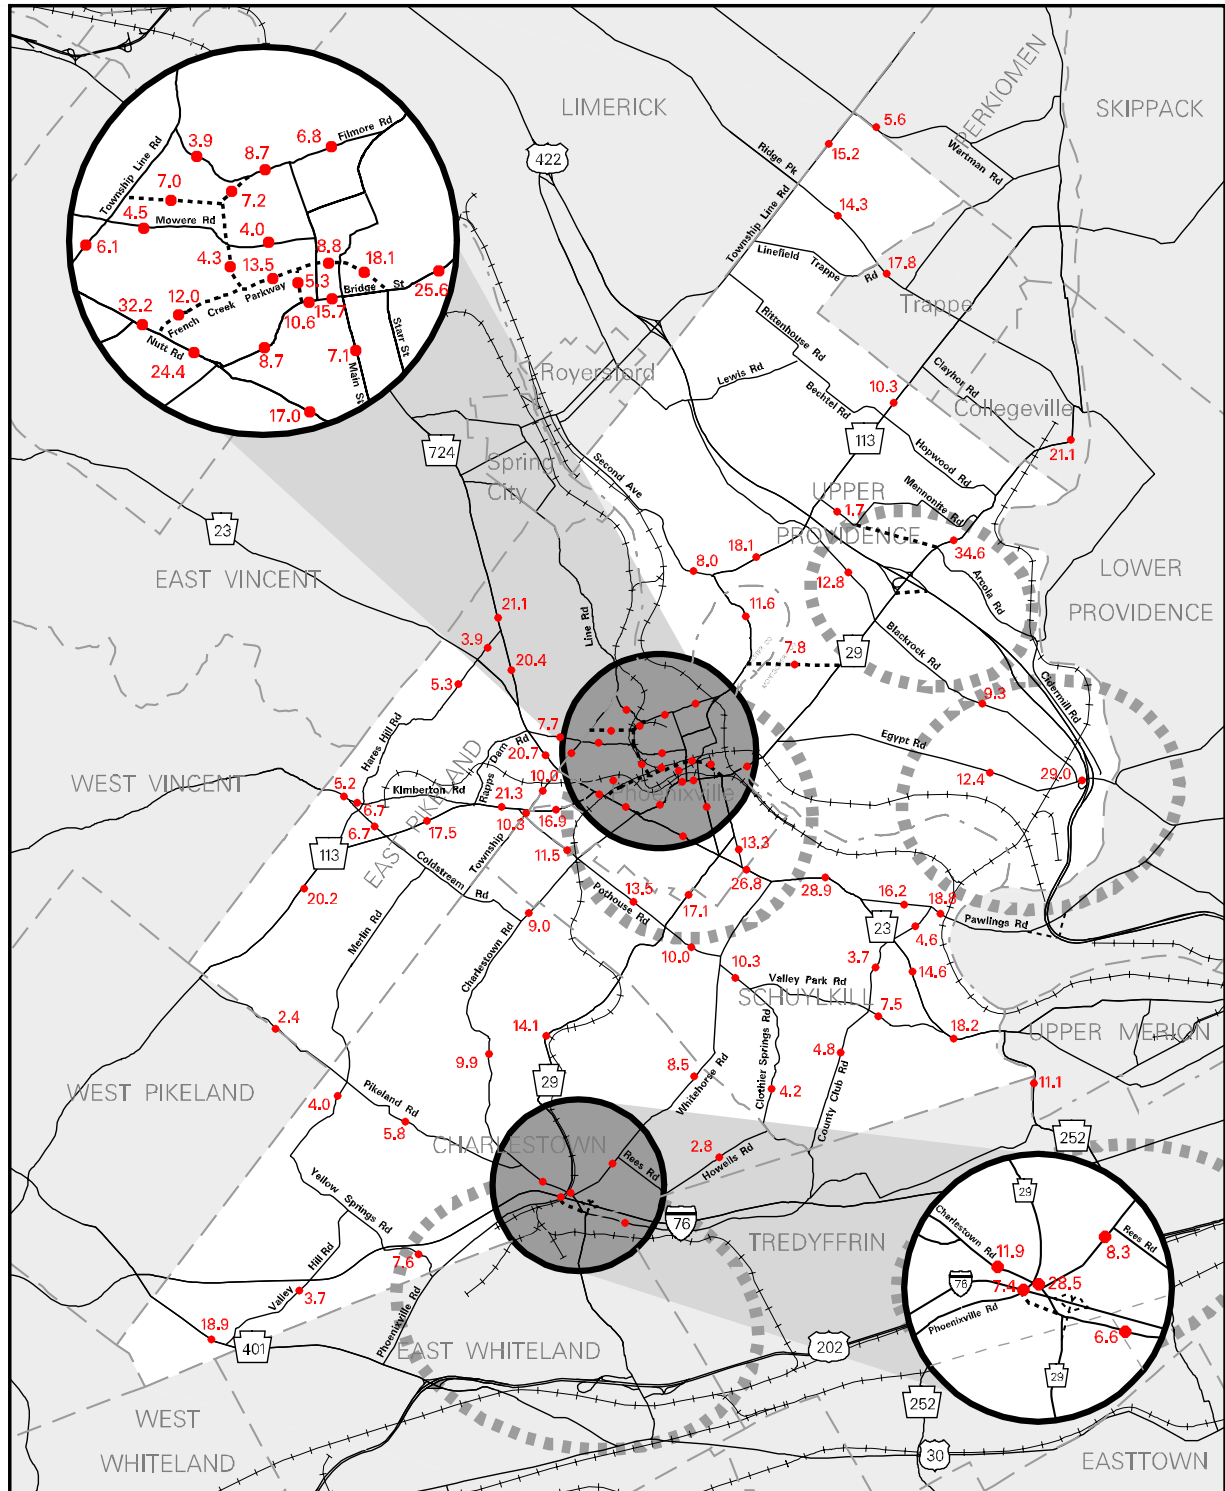 LIMERICK
PERKIOMEN
SKIPPACK
5.6
Wartman Rd
15.2
Ridge Pk
422
14.3
Township Line Rd
Linefield Trappe Rd
17.8
Trappe
Rittenhouse Rd
Royersford
Lewis Rd
Bechtel Rd
10.3
Clayhor Rd
Collegeville
113
21.1
Hopwood Rd
Mennonite Rd
724
Spring
City
Second Ave
UPPER
PROVIDENCE
1.7
34.6
Arcola Rd
LOWER
PROVIDENCE
23
EAST VINCENT
8.0
18.1
12.8
11.6
Blackrock Rd
29
7.8
Line Rd
21.1
3.9
20.4
5.3
9.3
Cidermill Rd
Hares Hill Rd
7.7
Rapps Dam Rd
20.7
Egypt Rd
12.4
29.0
WEST VINCENT
EAST PIKELAND
5.2
6.7
Kimberton Rd
10.0
21.3
16.9
10.3
Phoenixville
6.7
17.5
Township
11.5
113
Coldstream Rd
13.3
26.8
28.9
20.2
Merlin Rd
9.0
Charlestown Rd
Pothouse Rd
13.5
17.1
16.2
18.8
Pawlings Rd
23
4.6
10.0
10.3
3.7
14.6
Valley Park Rd
SCHUYLKILL
7.5
18.2
UPPER MERION
2.4
14.1
9.9
29
8.5
Whitehorse Rd
Clothier Springs Rd
4.8
County Club Rd
4.2
11.1
WEST PIKELAND
4.0
Pikeland Rd
5.8
CHARLESTOWN
2.8
Howells Rd
Rees Rd
252
Yellow Springs Rd
76
TREDYFFRIN
7.6
Valley Hill Rd
3.7
Phoenixville Rd
18.9
401
EAST WHITELAND
202
252
30
WEST
WHITELAND
EASTTOWN
Township Line Rd
3.9
6.8
Filmore Rd
8.7
7.0
7.2
4.5
Mowere Rd
6.1
4.0
4.3
8.8
18.1
13.5
5.3
Bridge St
25.6
12.0
French Creek Parkway
32.2
10.6
15.7
Nutt Rd
24.4
8.7
7.1
Main St
Starr St
17.0
29
Charlestown Rd
Rees Rd
11.9
8.3
76
7.4
28.5
Phoenixville Rd
6.6
29